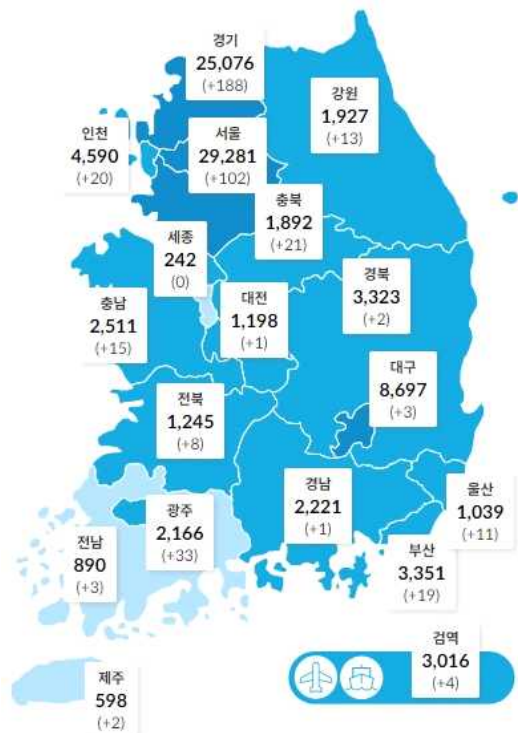 경기
25,076
(+188)
강원
1,927
(+13)
인천
4,590
(+20)
서울
29,281
(+102)
충북
1,892
(+21)
세종
242
(0)
경북
3,323
(+2)
충남
2,511
(+15)
대전
1,198
(+1)
대구
8,697
(+3)
전북
1,245
(+8)
경남
2,221
(+1)
울산
1,039
(+11)
광주
2,166
(+33)
전남
890
(+3)
부산
3,351
(+19)
검역
3,016
(+4)
제주
598
(+2)